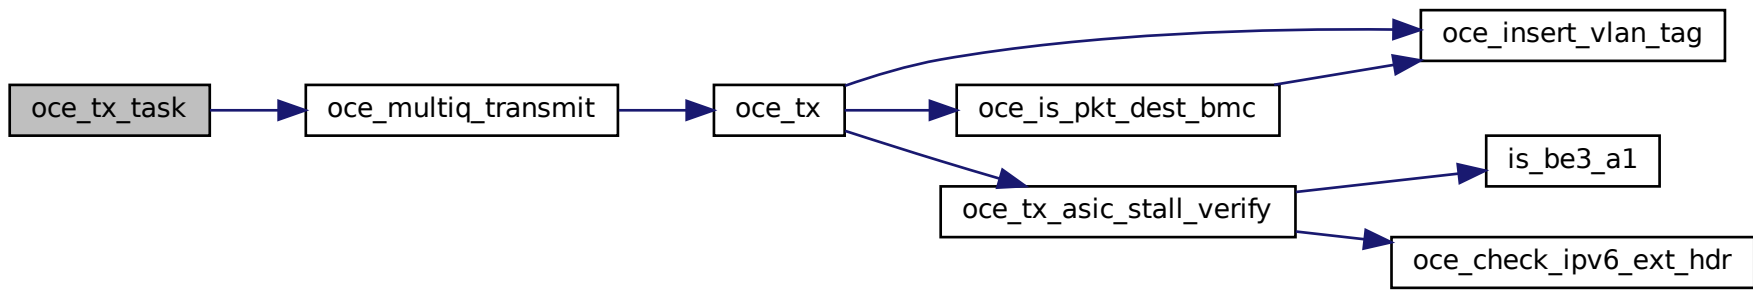 oce_tx_task
oce_multiq_transmit
oce_tx
oce_insert_vlan_tag
oce_is_pkt_dest_bmc
oce_tx_asic_stall_verify
is_be3_a1
oce_check_ipv6_ext_hdr